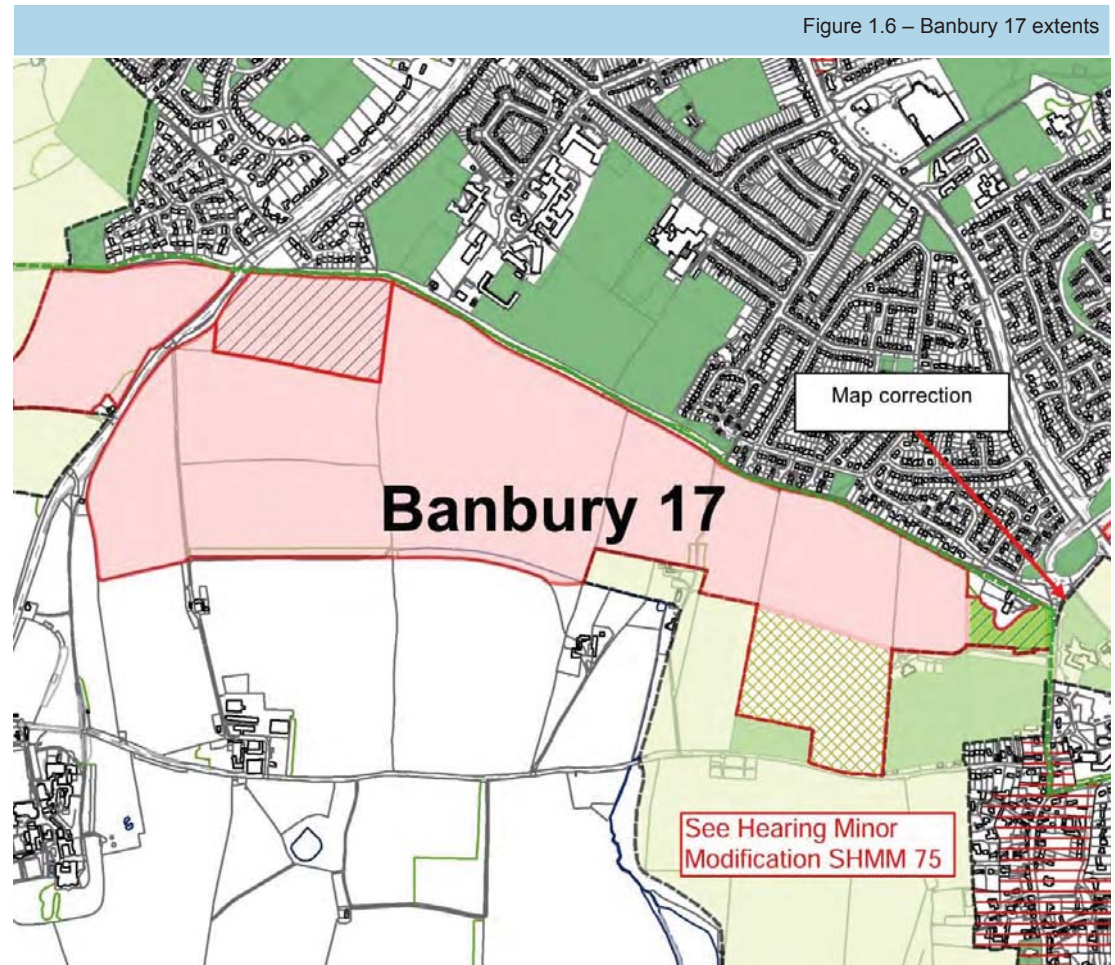 Figure 1.6 – Banbury 17 extents
Map correction
Banbury 17
See Hearing Minor
Modification SHMM 75